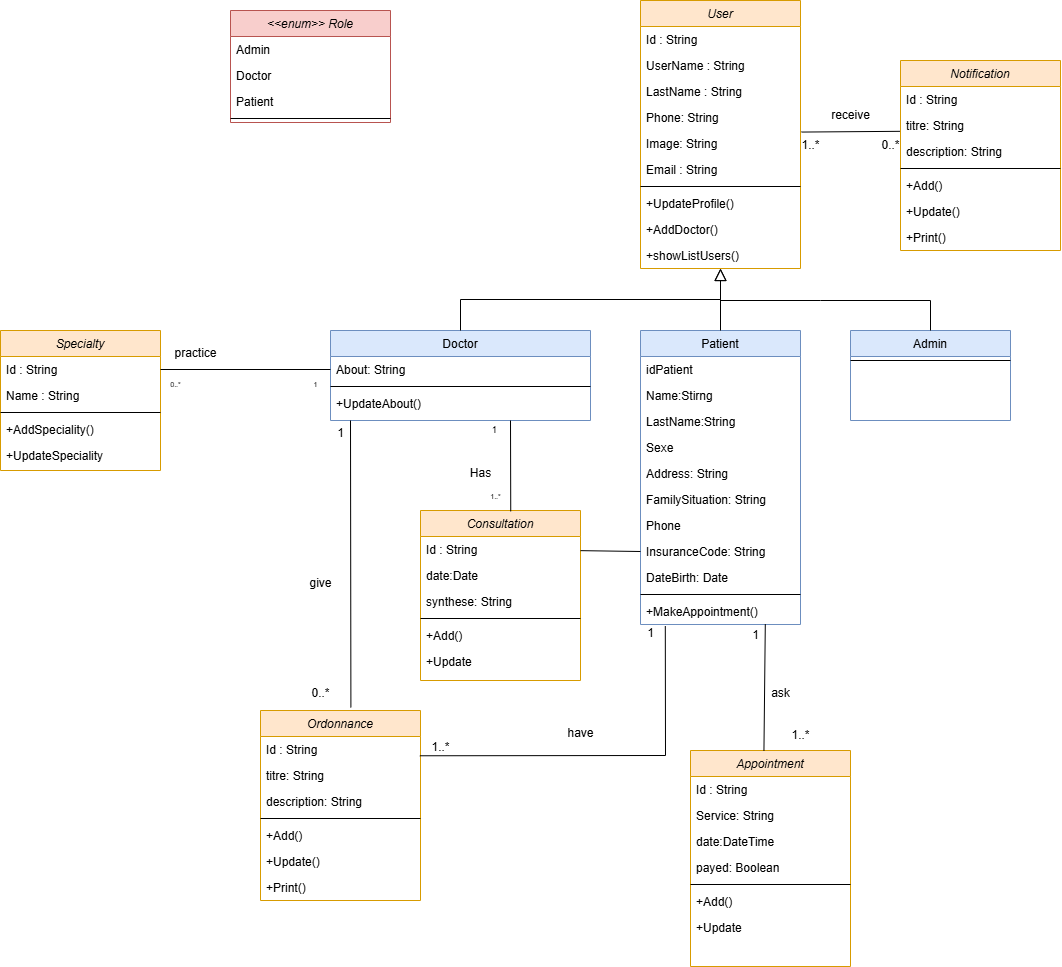 <<enum>> Role
Admin
Doctor
Patient
User
Id : String
UserName : String
LastName : String
Phone: String
Image: String
Email : String
+UpdateProfile()
+AddDoctor()
+showListUsers()
receive
1..*
0..*
Notification
Id : String
titre: String
description: String
+Add()
+Update()
+Print()
Specialty
Id : String
Name : String
+AddSpeciality()
+UpdateSpeciality
practice
0..*
1
Doctor
About: String
+UpdateAbout()
Patient
idPatient
Name:Stirng
LastName:String
Sexe
Address: String
FamilySituation: String
Phone
InsuranceCode: String
DateBirth: Date
+MakeAppointment()
Admin
1
1
Has
1..*
Consultation
Id : String
date:Date
synthese: String
+Add()
+Update
give
0..*
1
1
ask
1..*
have
1..*
Ordonnance
Id : String
titre: String
description: String
+Add()
+Update()
+Print()
Appointment
Id : String
Service: String
date:DateTime
payed: Boolean
+Add()
+Update